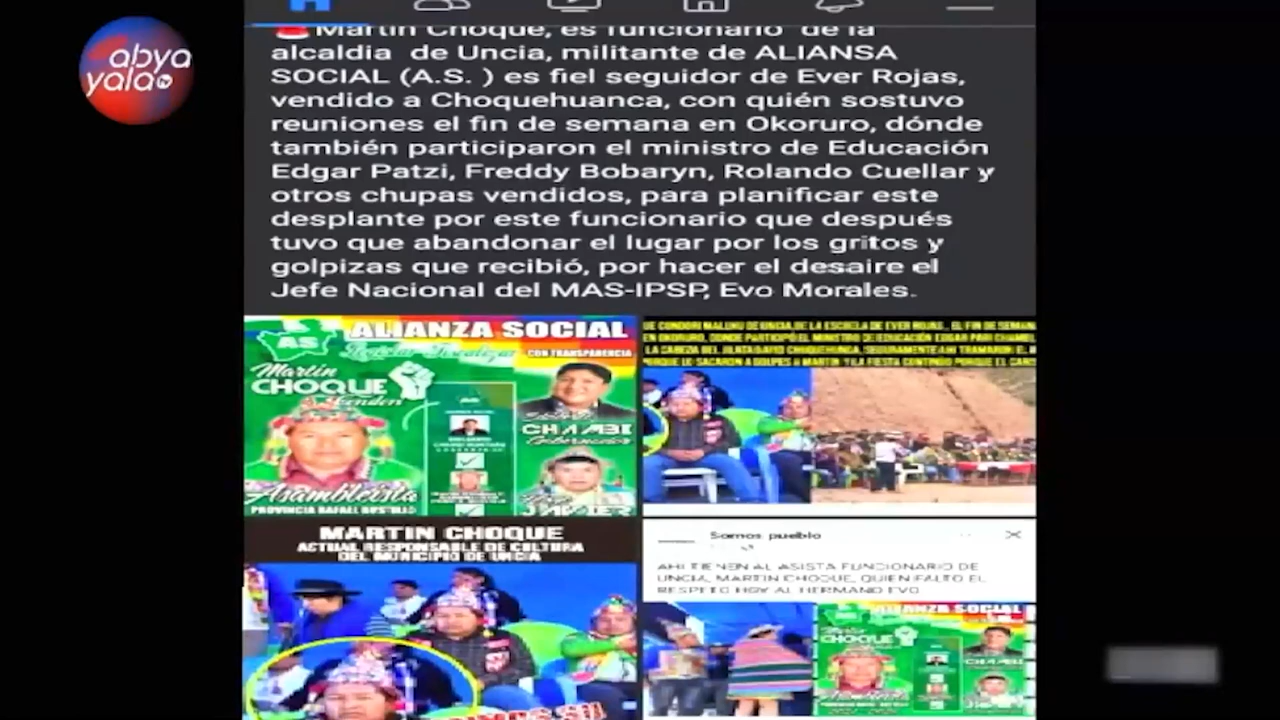 abya
yala tv
Martin Choque, es funcionario de la
alcaldia de Uncia, militante de ALIANSA
SOCIAL (A.S. ) es fiel seguidor de Ever Rojas,
vendido a Choquehuanca, con quién sostuvo
reuniones el fin de semana en Okoruro, dónde
también participaron el ministro de Educación
Edgar Patzi, Freddy Bobaryn, Rolando Cuellar y
otros chupas vendidos, para planificar este
desplante por este funcionario que después
tuvo que abandonar el lugar por los gritos y
golpizas que recibió, por hacer el desaire el
Jefe Nacional del MAS-IPSP, Evo Morales.
ALIANZA SOCIAL
AS
CON TRANSPARENCIA
Martin
CHOQUE
CHAMBI
Gobernador
Asambleista
PROVINCIA RAFAEL BUSTILLO
JAVIER
MARTIN CHOQUE
ACTUAL RESPONSABLE DE CULTURA
DEL MUNICIPIO DE UNCIA
Somos pueblo
AHI TIENEN AL ASISTA FUNCIONARIO DE
UNCIA, MARTIN CHOQUE, QUIEN FALTO EL
RESPETO HOY AL HERMANO EVO
ALIANZA SOCIAL
CHOQUE